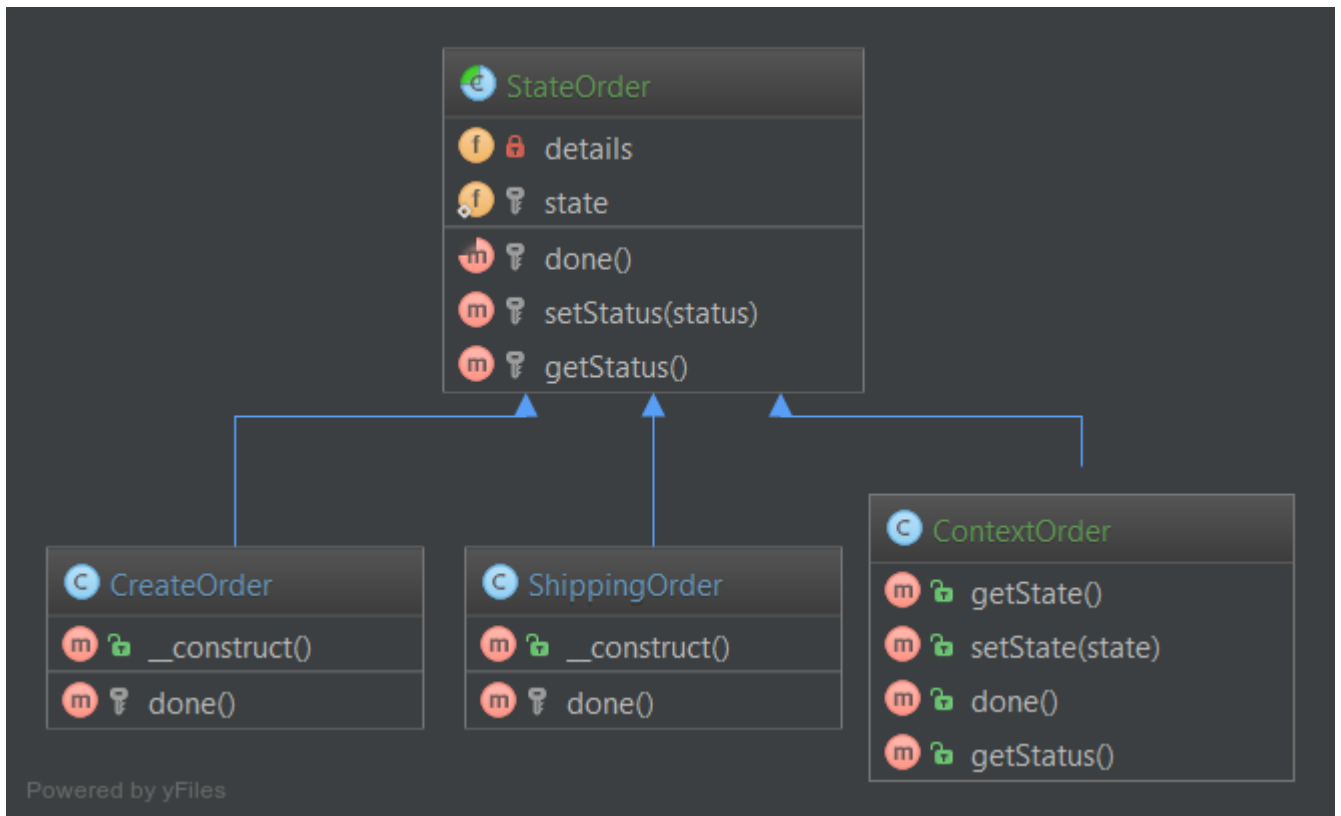 StateOrder
details
state
done()
setStatus(status)
getStatus()
CreateOrder
__construct()
done()
ShippingOrder
__construct()
done()
ContextOrder
getState()
setState(state)
done()
getStatus()
Powered by yFiles